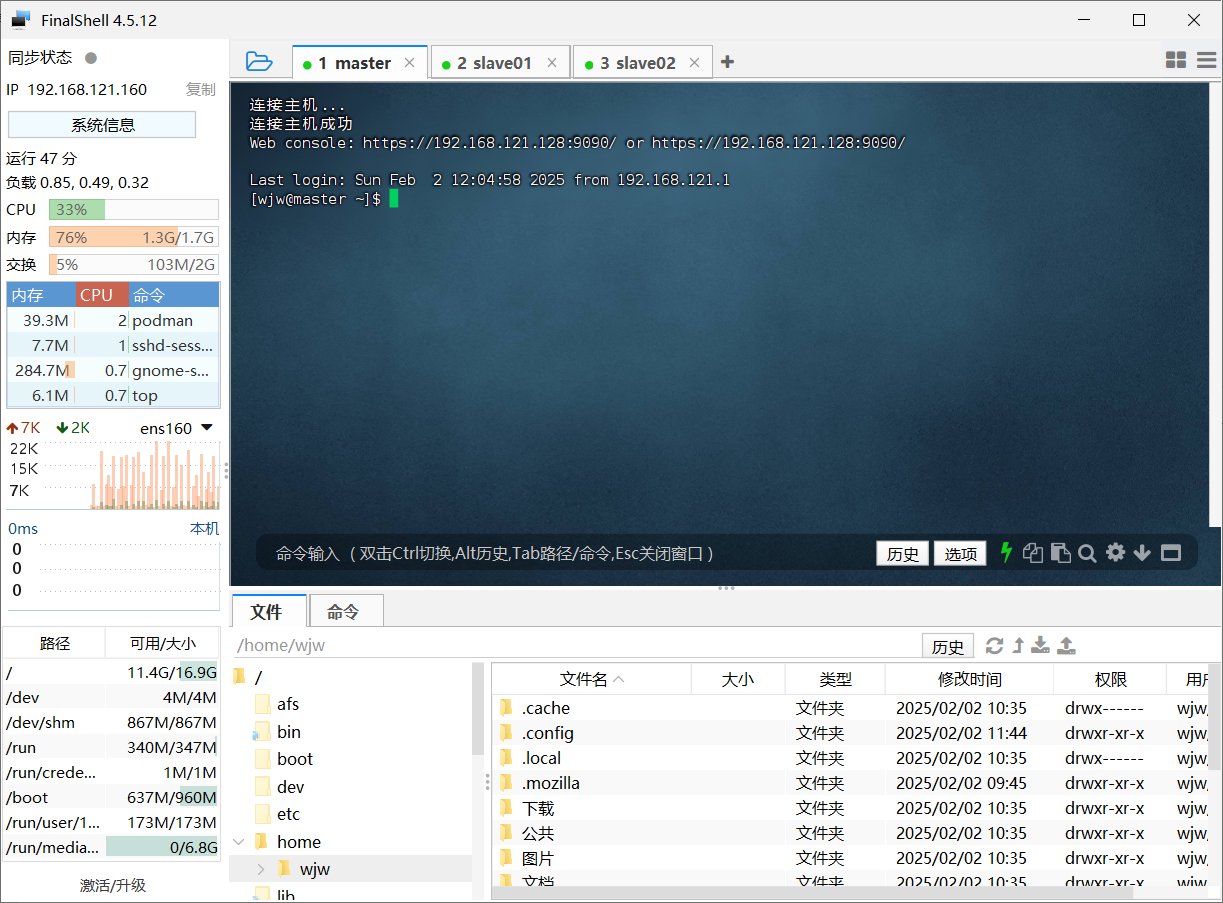 FinalShell 4.5.12
同步状态
IP 192.168.121.160 复制
系统信息
运行 47 分
负载 0.85, 0.49, 0.32
CPU 33%
内存 76% 1.3G/1.7G
交换 5% 103M/2G
内存 CPU 命令
39.3M 2 podman
7.7M 1 sshd-sess...
284.7M 0.7 gnome-s...
6.1M 0.7 top
7K 2K ens160
22K
15K
7K
0ms 本机
0
0
0
路径 可用/大小
/ 11.4G/16.9G
/dev 4M/4M
/dev/shm 867M/867M
/run 340M/347M
/run/crede... 1M/1M
/boot 637M/960M
/run/user/1... 173M/173M
/run/media... 0/6.8G
激活/升级
1 master 2 slave01 3 slave02
连接主机...
连接主机成功
Web console: https://192.168.121.128:9090/ or https://192.168.121.128:9090/
Last login: Sun Feb  2 12:04:58 2025 from 192.168.121.1
[wjw@master ~]$
命令输入（双击Ctrl切换,Alt历史,Tab路径/命令,Esc关闭窗口） 历史 选项
文件 命令
/home/wjw 历史
/
afs
bin
boot
dev
etc
home
wjw
lib
文件名 大小 类型 修改时间 权限 用户
.cache 文件夹 2025/02/02 10:35 drwx------ wjw/
.config 文件夹 2025/02/02 11:44 drwxr-xr-x wjw/
.local 文件夹 2025/02/02 10:35 drwx------ wjw/
.mozilla 文件夹 2025/02/02 09:45 drwxr-xr-x wjw/
下载 文件夹 2025/02/02 10:35 drwxr-xr-x wjw/
公共 文件夹 2025/02/02 10:35 drwxr-xr-x wjw/
图片 文件夹 2025/02/02 10:35 drwxr-xr-x wjw/
文档 文件夹 2025/02/02 10:35 drwxr-xr-x wjw/